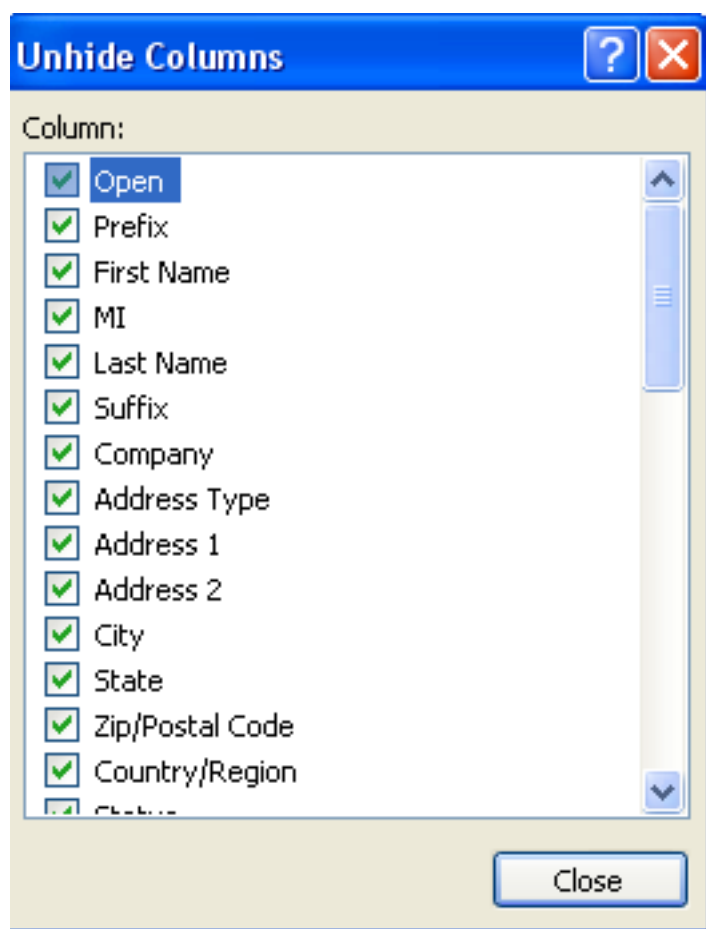 Unhide Columns
Column:
Open
Prefix
First Name
MI
Last Name
Suffix
Company
Address Type
Address 1
Address 2
City
State
Zip/Postal Code
Country/Region
Close